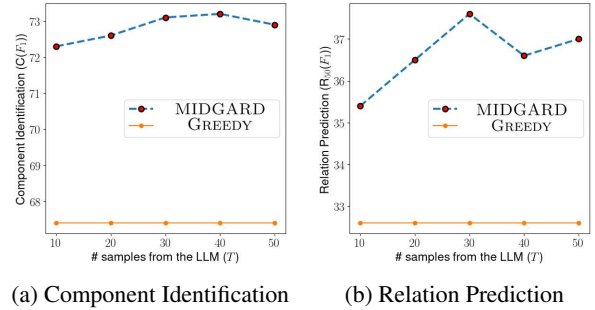 73
72
71
70
69
68
Component Identification (C(F₁))
MIDGARD
GREEDY
10 20 30 40 50
# samples from the LLM (T)
(a) Component Identification
37
36
35
34
33
Relation Prediction (R₅₀(F₁))
MIDGARD
GREEDY
10 20 30 40 50
# samples from the LLM (T)
(b) Relation Prediction